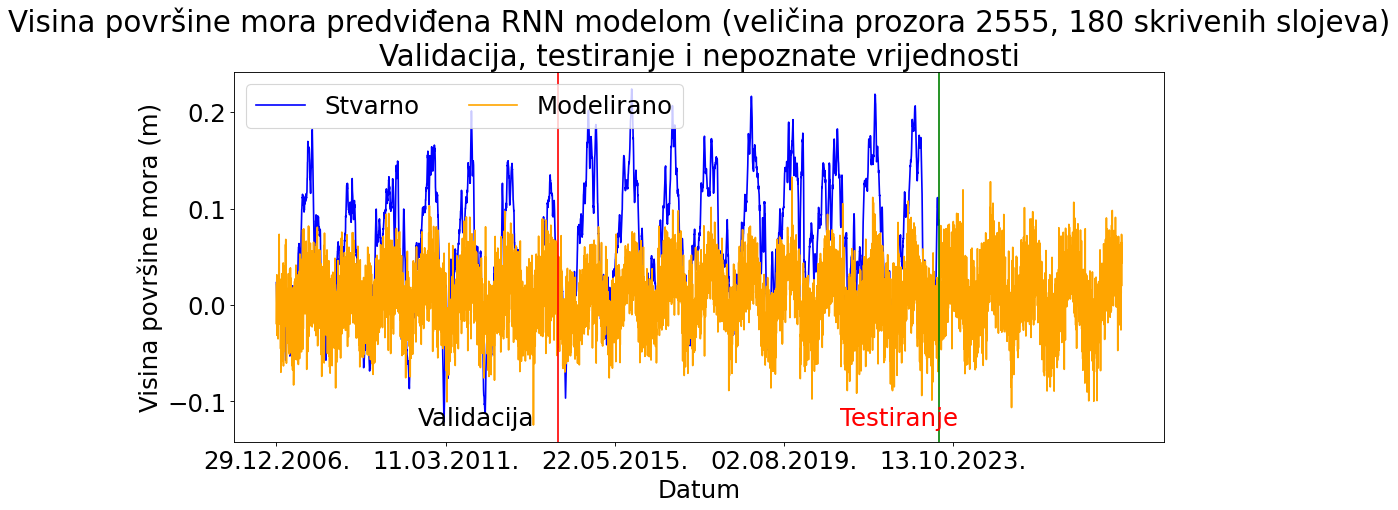 Visina površine mora predviđena RNN modelom (veličina prozora 2555, 180 skrivenih slojeva)
Validacija, testiranje i nepoznate vrijednosti
Stvarno
Modelirano
Visina površine mora (m)
0.2
0.1
0.0
−0.1
Validacija
Testiranje
29.12.2006.
11.03.2011.
22.05.2015.
02.08.2019.
13.10.2023.
Datum